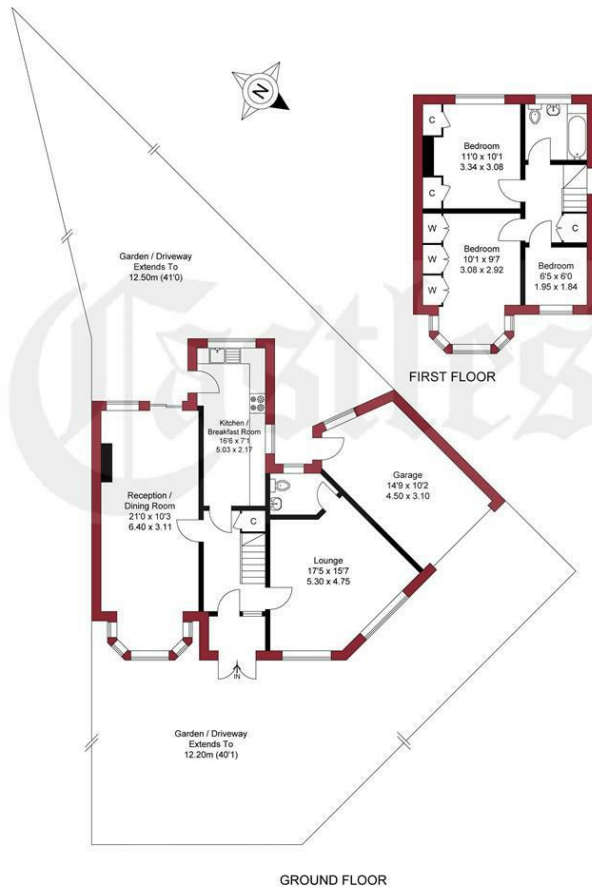 N
C
Bedroom
11'0 x 10'1
3.34 x 3.08
C
W
W
W
Bedroom
10'1 x 9'7
3.08 x 2.92
C
Bedroom
6'5 x 6'0
1.95 x 1.84
FIRST FLOOR
Garden / Driveway
Extends To
12.50m (41'0)
Castles
Kitchen /
Breakfast Room
16'6 x 7'1
5.03 x 2.17
Reception /
Dining Room
21'0 x 10'3
6.40 x 3.11
C
Garage
14'9 x 10'2
4.50 x 3.10
Lounge
17'5 x 15'7
5.30 x 4.75
IN
Garden / Driveway
Extends To
12.20m (40'1)
GROUND FLOOR